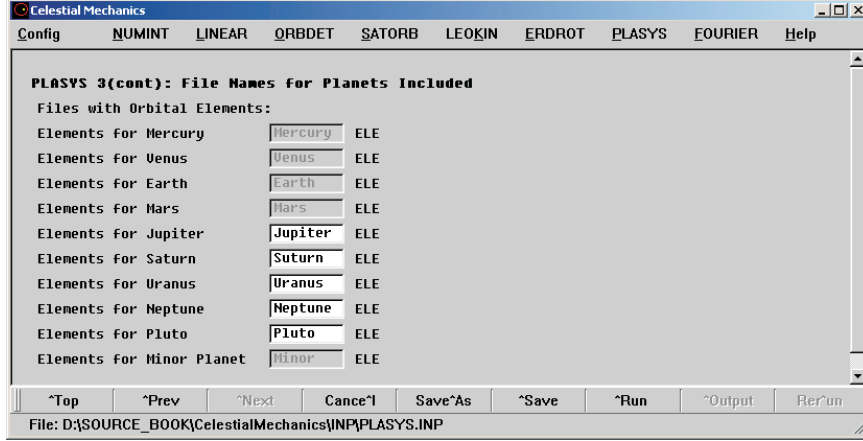 Celestial Mechanics
Config NUMINT LINEAR ORBDET SATORB LEOKIN ERDROT PLASYS FOURIER Help
PLASYS 3(cont): File Names for Planets Included
Files with Orbital Elements:
Elements for Mercury Mercury ELE
Elements for Venus Venus ELE
Elements for Earth Earth ELE
Elements for Mars Mars ELE
Elements for Jupiter Jupiter ELE
Elements for Saturn Suturn ELE
Elements for Uranus Uranus ELE
Elements for Neptune Neptune ELE
Elements for Pluto Pluto ELE
Elements for Minor Planet Minor ELE
^Top ^Prev ^Next Cance^l Save^As ^Save ^Run ^Output Rer^un
File: D:\SOURCE_BOOK\CelestialMechanics\INP\PLASYS.INP